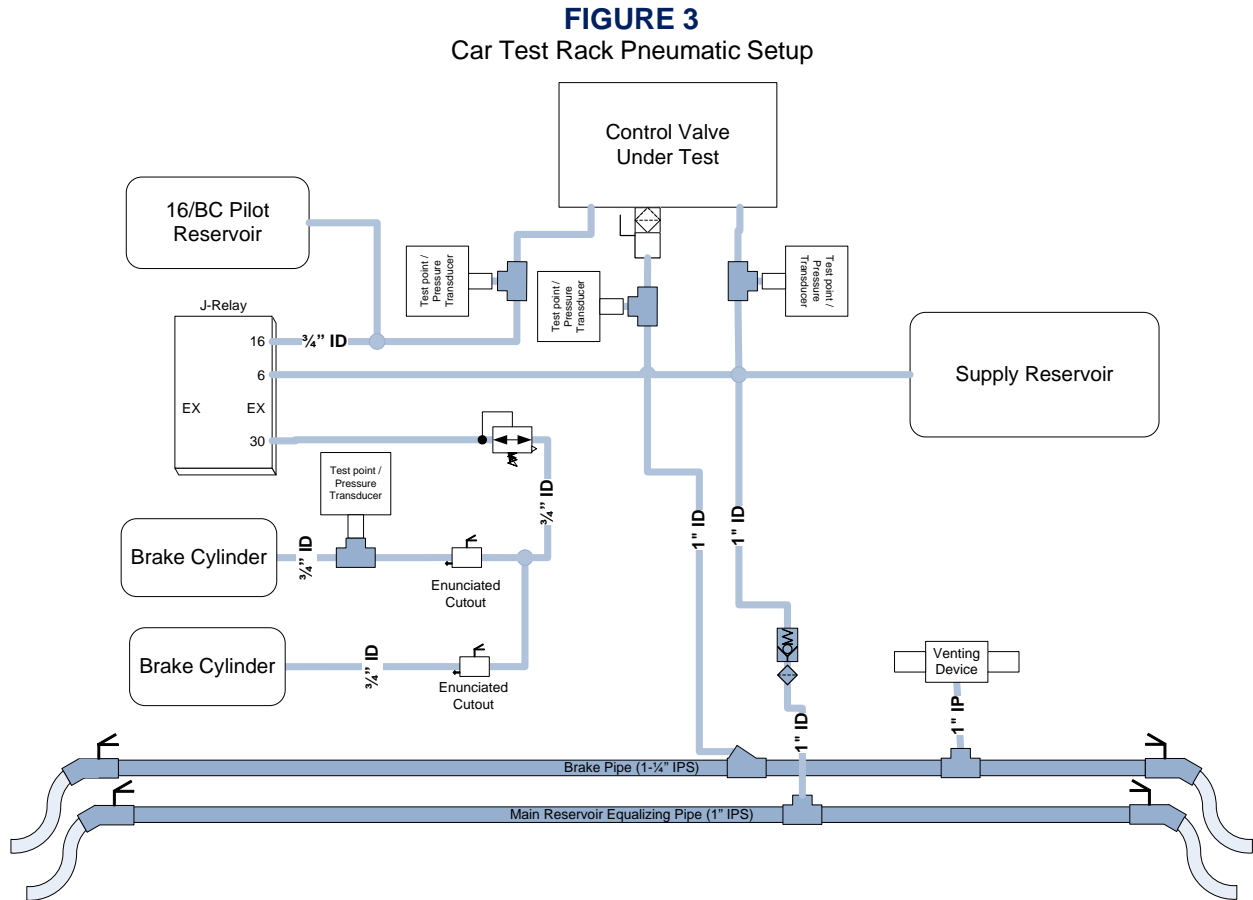 FIGURE 3
Car Test Rack Pneumatic Setup
Control Valve
Under Test
16/BC Pilot
Reservoir
Test point /
Pressure
Transducer
Test point /
Pressure
Transducer
Test point /
Pressure
Transducer
J-Relay
16
¾” ID
6
EX
EX
30
Supply Reservoir
Test point /
Pressure
Transducer
¾” ID
1" ID
1" ID
Brake Cylinder
¾” ID
Enunciated
Cutout
Brake Cylinder
¾” ID
Enunciated
Cutout
Venting
Device
1" ID
1" IP
Brake Pipe (1-¼” IPS)
Main Reservoir Equalizing Pipe (1” IPS)